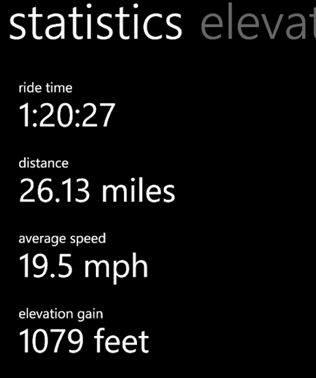 statistics elevat
ride time
1:20:27
distance
26.13 miles
average speed
19.5 mph
elevation gain
1079 feet